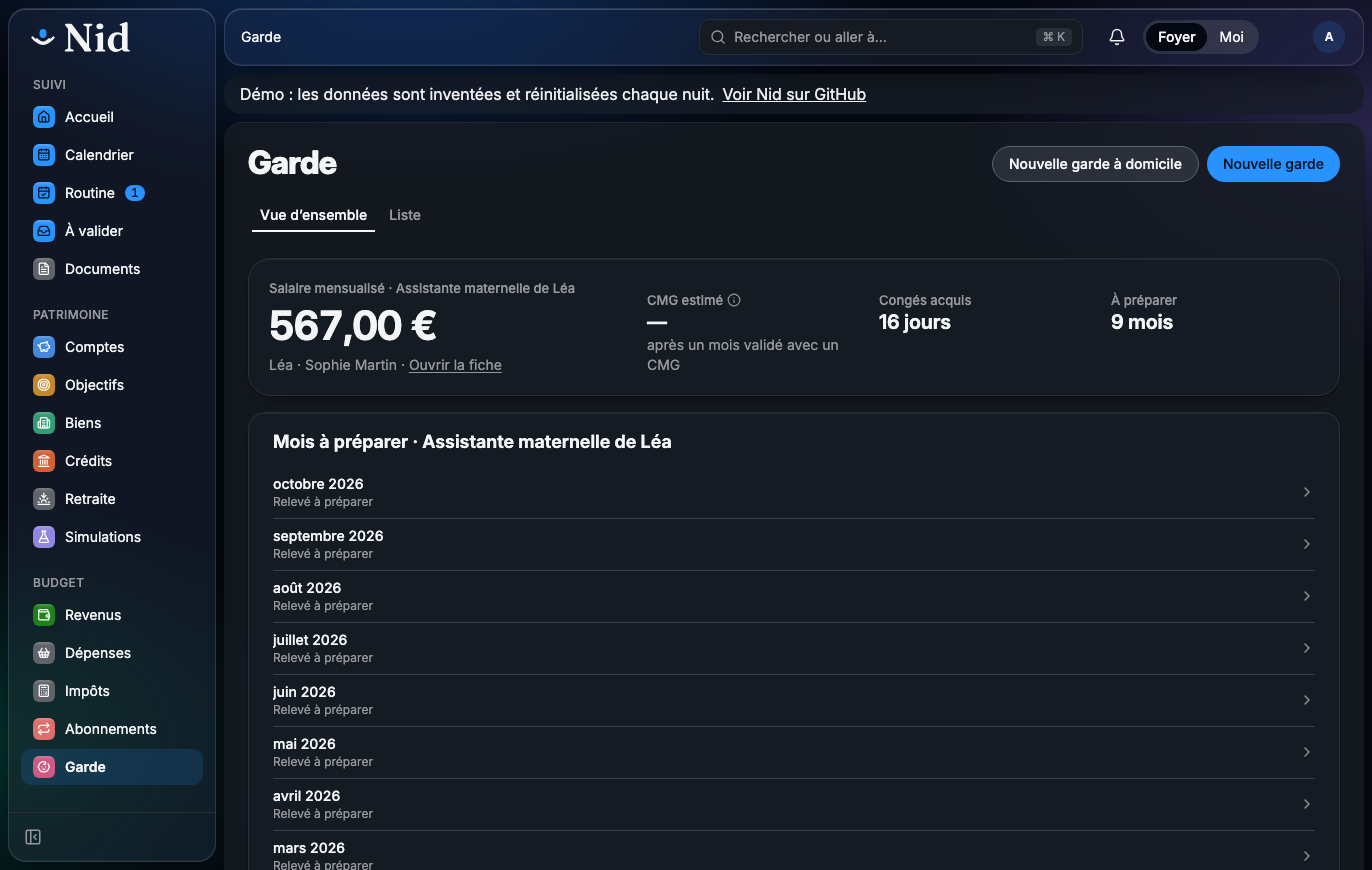 Nid
SUIVI
Accueil
Calendrier
Routine 1
À valider
Documents
PATRIMOINE
Comptes
Objectifs
Biens
Crédits
Retraite
Simulations
BUDGET
Revenus
Dépenses
Impôts
Abonnements
Garde
Garde
Rechercher ou aller à...
⌘ K
Foyer
Moi
A
Démo : les données sont inventées et réinitialisées chaque nuit. Voir Nid sur GitHub
Garde
Nouvelle garde à domicile
Nouvelle garde
Vue d’ensemble
Liste
Salaire mensualisé · Assistante maternelle de Léa
567,00 €
Léa · Sophie Martin · Ouvrir la fiche
CMG estimé
—
après un mois validé avec un
CMG
Congés acquis
16 jours
À préparer
9 mois
Mois à préparer · Assistante maternelle de Léa
octobre 2026
Relevé à préparer
septembre 2026
Relevé à préparer
août 2026
Relevé à préparer
juillet 2026
Relevé à préparer
juin 2026
Relevé à préparer
mai 2026
Relevé à préparer
avril 2026
Relevé à préparer
mars 2026
Relevé à préparer